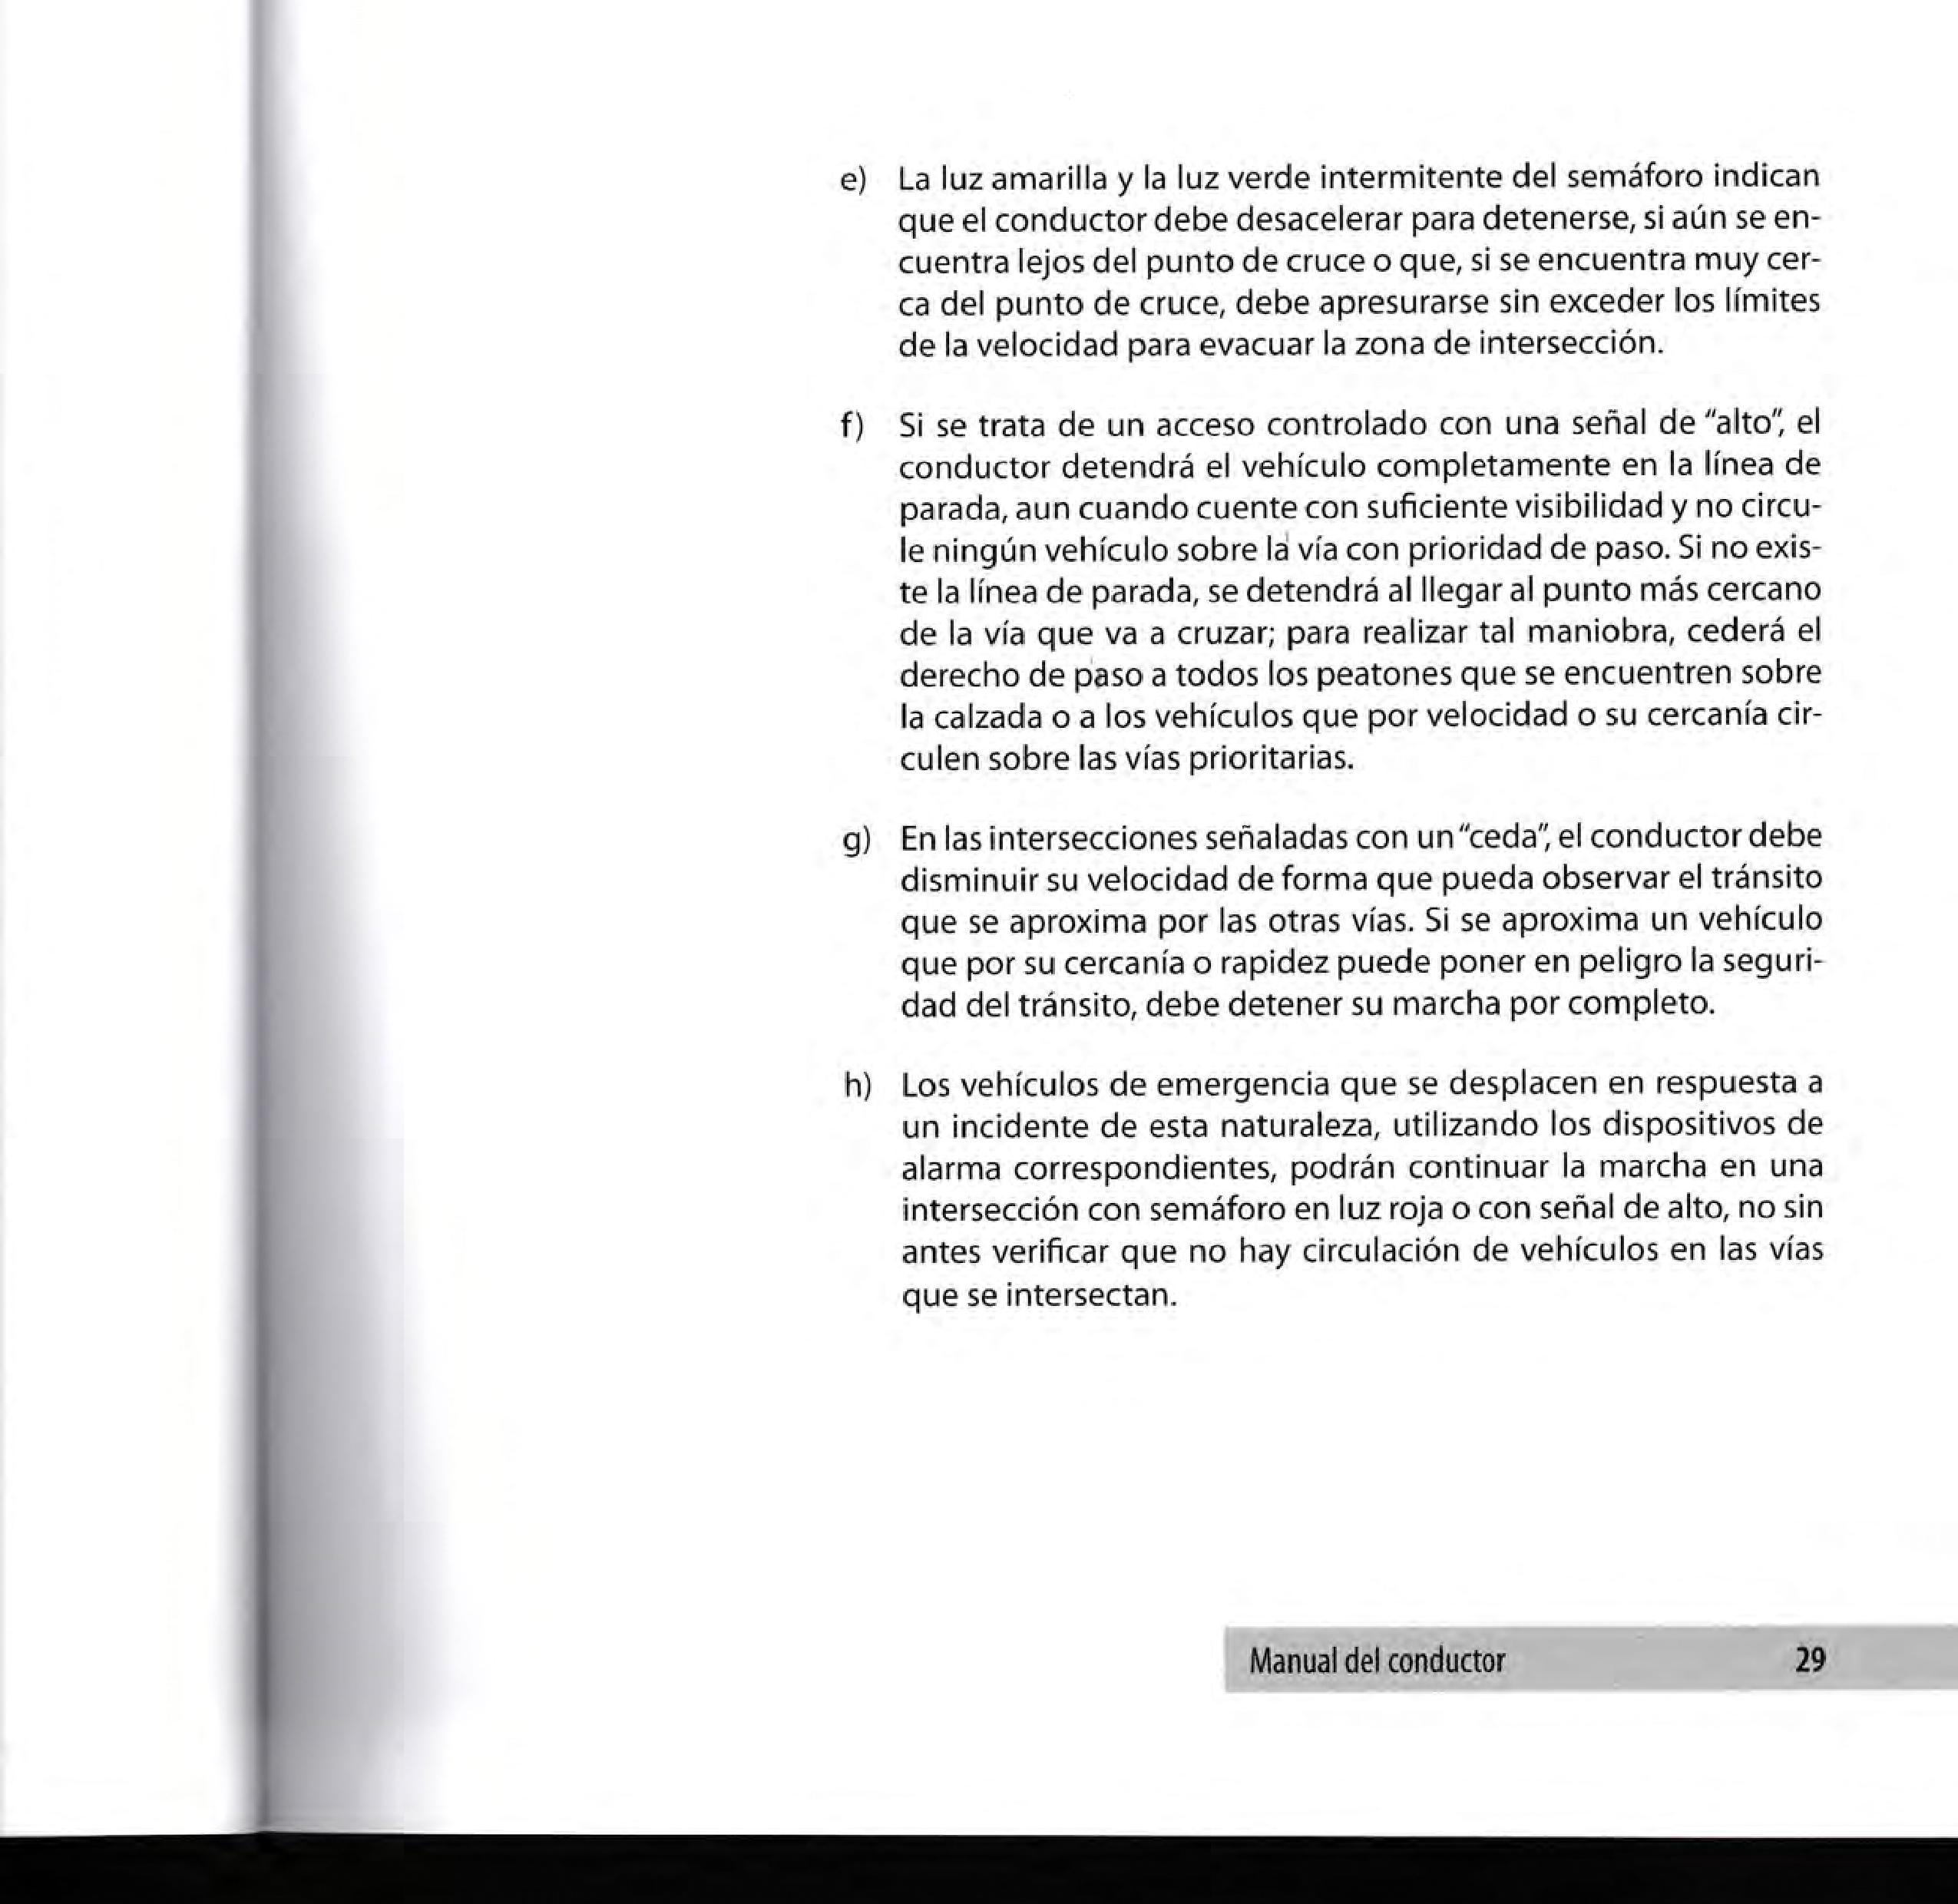 e) La luz amarilla y la luz verde intermitente del semáforo indican
que el conductor debe desacelerar para detenerse, si aún se en-
cuentra lejos del punto de cruce o que, si se encuentra muy cer-
ca del punto de cruce, debe apresurarse sin exceder los límites
de la velocidad para evacuar la zona de intersección.
f) Si se trata de un acceso controlado con una señal de “alto”, el
conductor detendrá el vehículo completamente en la línea de
parada, aun cuando cuente con suficiente visibilidad y no circu-
le ningún vehículo sobre la vía con prioridad de paso. Si no exis-
te la línea de parada, se detendrá al llegar al punto más cercano
de la vía que va a cruzar; para realizar tal maniobra, cederá el
derecho de paso a todos los peatones que se encuentren sobre
la calzada o a los vehículos que por velocidad o su cercanía cir-
culen sobre las vías prioritarias.
g) En las intersecciones señaladas con un “ceda”, el conductor debe
disminuir su velocidad de forma que pueda observar el tránsito
que se aproxima por las otras vías. Si se aproxima un vehículo
que por su cercanía o rapidez puede poner en peligro la seguri-
dad del tránsito, debe detener su marcha por completo.
h) Los vehículos de emergencia que se desplacen en respuesta a
un incidente de esta naturaleza, utilizando los dispositivos de
alarma correspondientes, podrán continuar la marcha en una
intersección con semáforo en luz roja o con señal de alto, no sin
antes verificar que no hay circulación de vehículos en las vías
que se intersectan.
Manual del conductor 29